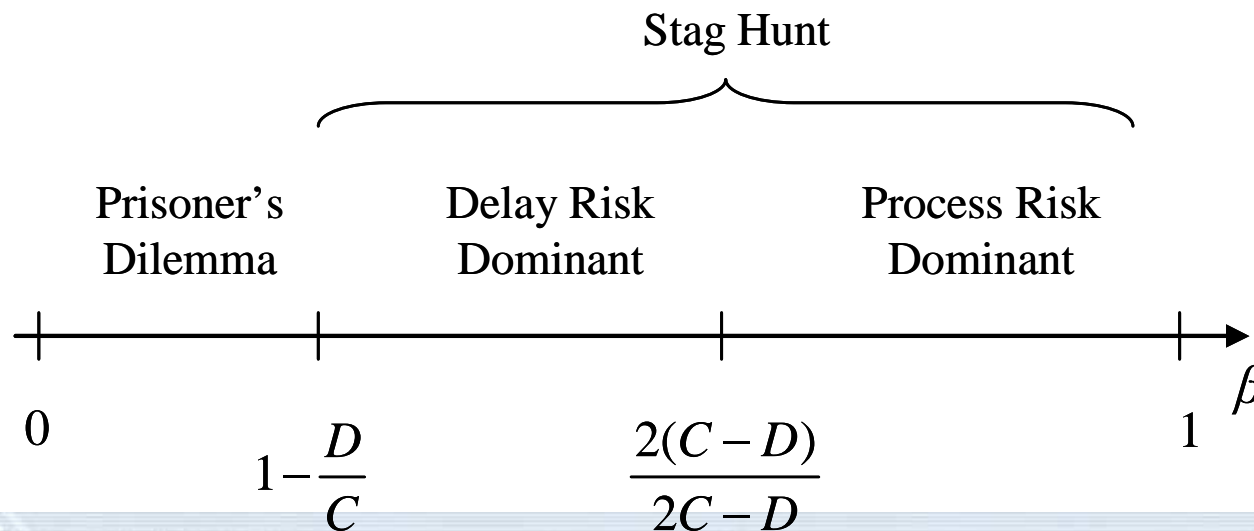 Stag Hunt
Prisoner’s
Dilemma
Delay Risk
Dominant
Process Risk
Dominant
0
1 − D/C
2(C − D)/2C − D
1
β